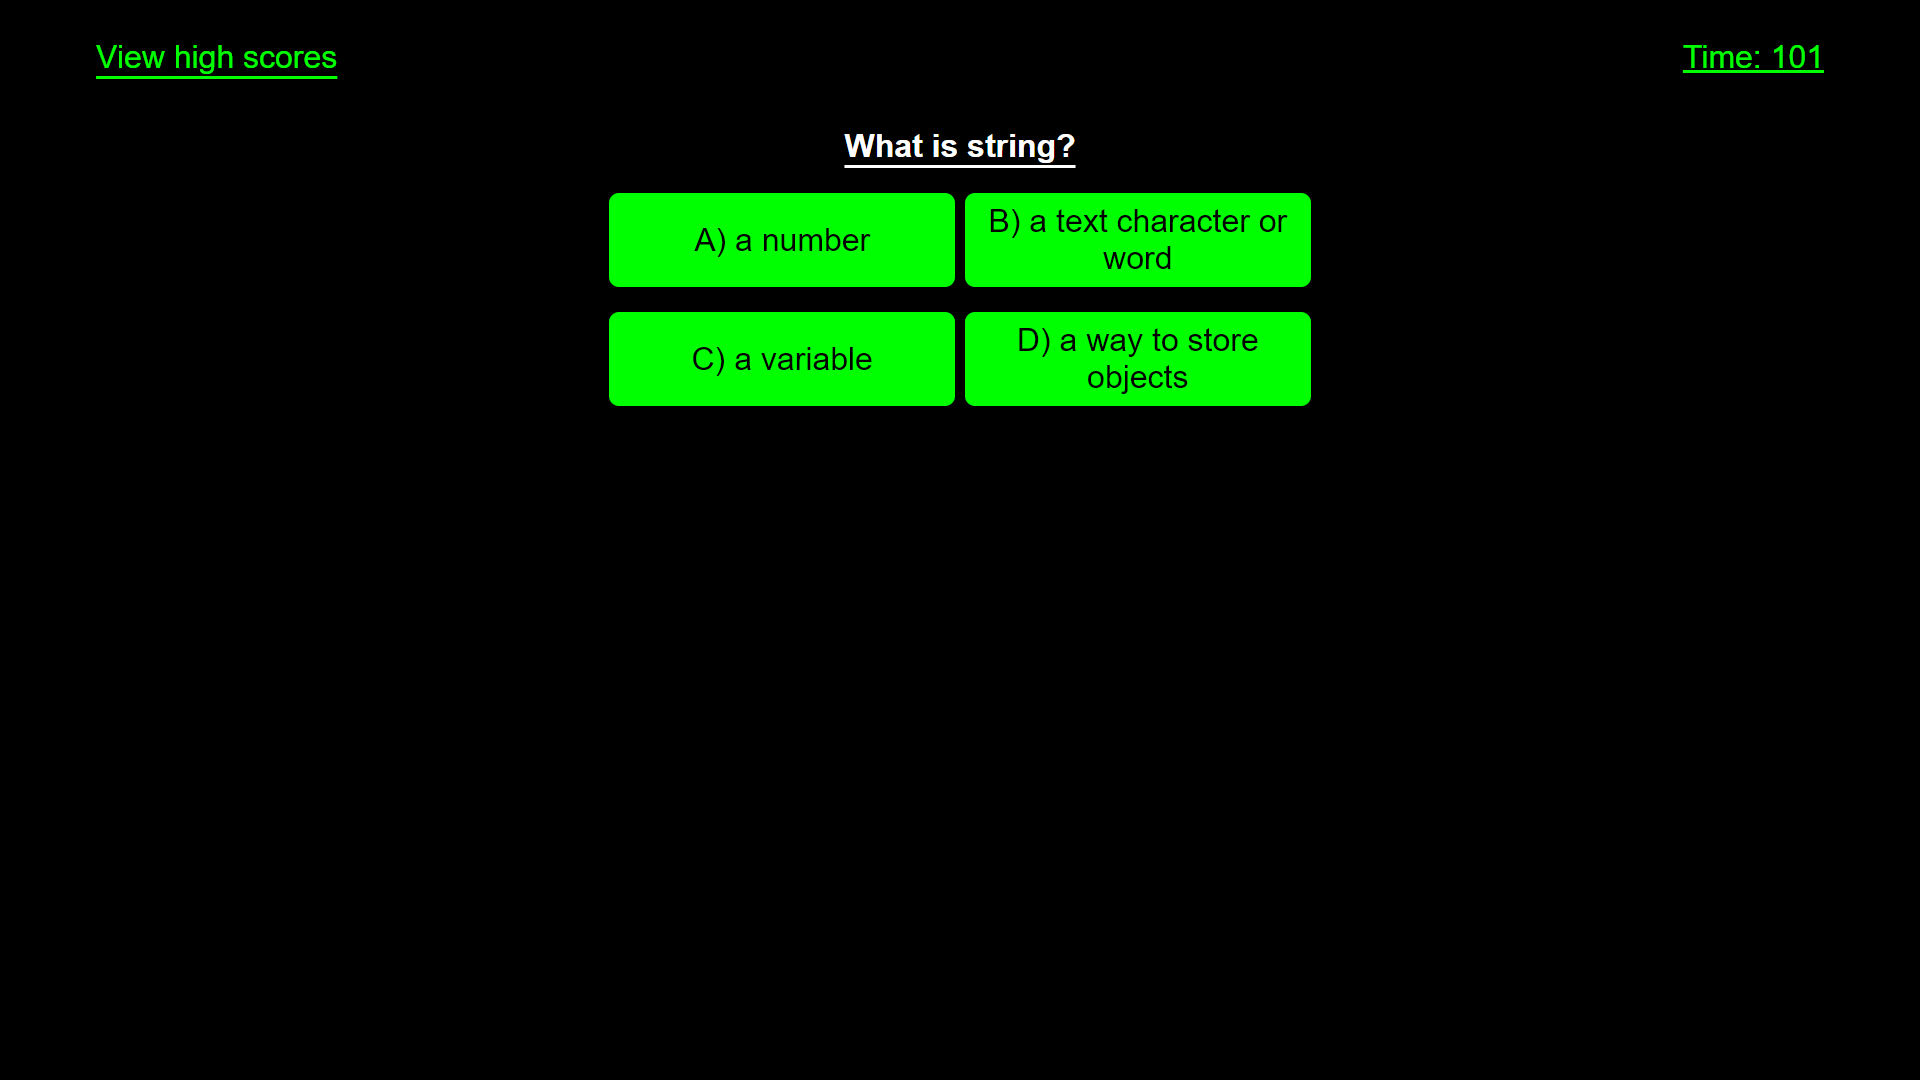 View high scores
Time: 101
What is string?
A) a number
B) a text character or
word
C) a variable
D) a way to store
objects